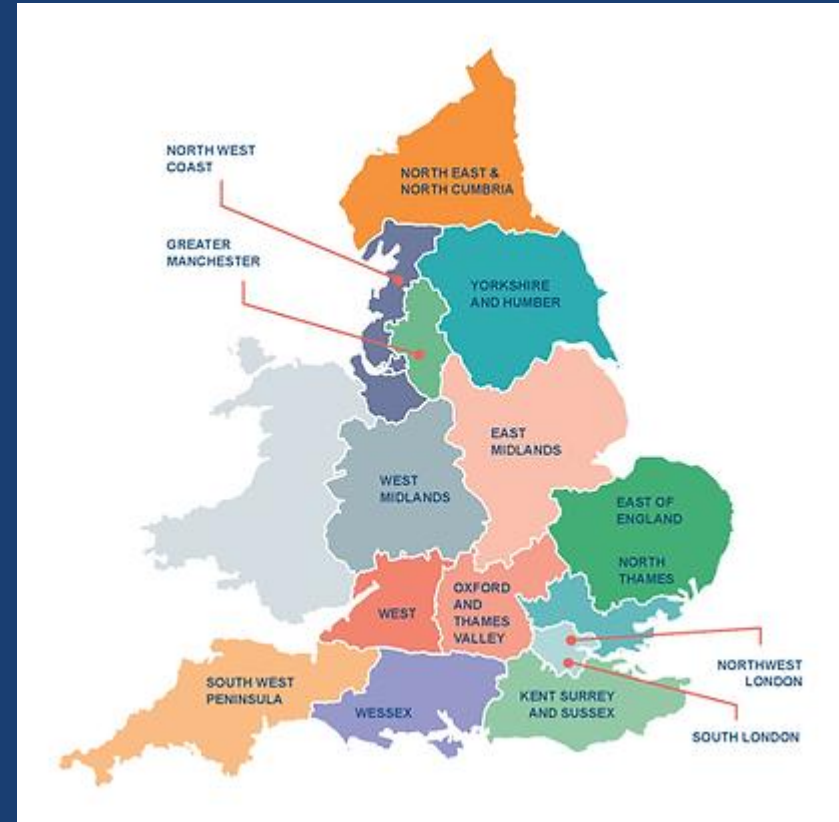 NORTH WEST
COAST
NORTH EAST &
NORTH CUMBRIA
GREATER
MANCHESTER
YORKSHIRE
AND HUMBER
EAST
MIDLANDS
WEST
MIDLANDS
EAST OF
ENGLAND
NORTH
THAMES
OXFORD
AND
THAMES
VALLEY
WEST
NORTHWEST
LONDON
SOUTH WEST
PENINSULA
KENT SURREY
AND SUSSEX
WESSEX
SOUTH LONDON